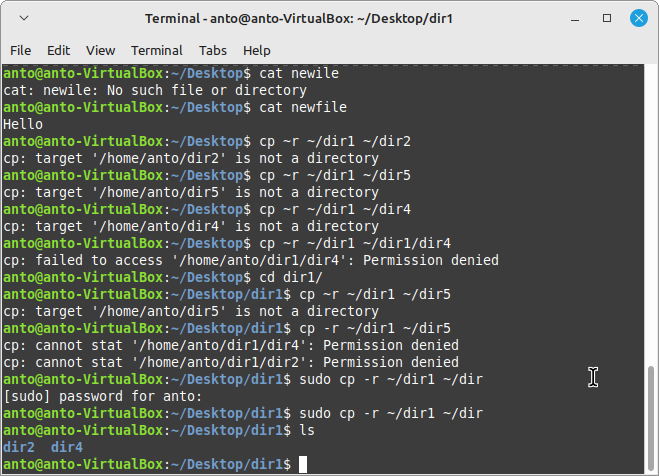 Terminal - anto@anto-VirtualBox: ~/Desktop/dir1
File Edit View Terminal Tabs Help
anto@anto-VirtualBox:~/Desktop$ cat newile
cat: newile: No such file or directory
anto@anto-VirtualBox:~/Desktop$ cat newfile
Hello
anto@anto-VirtualBox:~/Desktop$ cp ~r ~/dir1 ~/dir2
cp: target '/home/anto/dir2' is not a directory
anto@anto-VirtualBox:~/Desktop$ cp ~r ~/dir1 ~/dir5
cp: target '/home/anto/dir5' is not a directory
anto@anto-VirtualBox:~/Desktop$ cp ~r ~/dir1 ~/dir4
cp: target '/home/anto/dir4' is not a directory
anto@anto-VirtualBox:~/Desktop$ cp ~r ~/dir1 ~/dir1/dir4
cp: failed to access '/home/anto/dir1/dir4': Permission denied
anto@anto-VirtualBox:~/Desktop$ cd dir1/
anto@anto-VirtualBox:~/Desktop/dir1$ cp ~r ~/dir1 ~/dir5
cp: target '/home/anto/dir5' is not a directory
anto@anto-VirtualBox:~/Desktop/dir1$ cp -r ~/dir1 ~/dir5
cp: cannot stat '/home/anto/dir1/dir4': Permission denied
cp: cannot stat '/home/anto/dir1/dir2': Permission denied
anto@anto-VirtualBox:~/Desktop/dir1$ sudo cp -r ~/dir1 ~/dir
[sudo] password for anto:
anto@anto-VirtualBox:~/Desktop/dir1$ sudo cp -r ~/dir1 ~/dir
anto@anto-VirtualBox:~/Desktop/dir1$ ls
dir2 dir4
anto@anto-VirtualBox:~/Desktop/dir1$